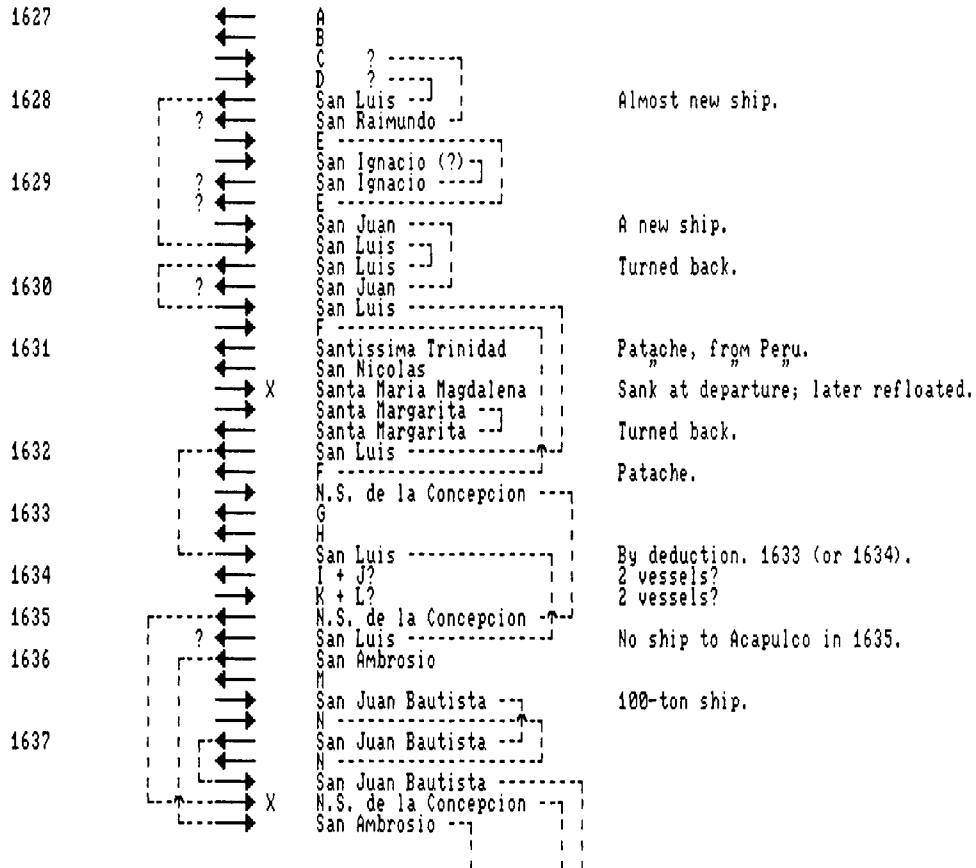 1627 A
B
C ?
D ?
1628 San Luis Almost new ship.
? San Raimundo
E
San Ignacio (?)
1629 ? San Ignacio
? E
San Juan A new ship.
San Luis
San Luis Turned back.
1630 ? San Juan
San Luis
F
1631 Santissima Trinidad Patache, from Peru.
San Nicolas " " "
X Santa Maria Magdalena Sank at departure; later refloated.
Santa Margarita
Santa Margarita Turned back.
1632 San Luis
F Patache.
N.S. de la Concepcion
1633 G
H
San Luis By deduction. 1633 (or 1634).
1634 I + J? 2 vessels?
K + L? 2 vessels?
1635 N.S. de la Concepcion
? San Luis No ship to Acapulco in 1635.
1636 San Ambrosio
M
San Juan Bautista 100-ton ship.
N
1637 San Juan Bautista
N
San Juan Bautista
X N.S. de la Concepcion
San Ambrosio